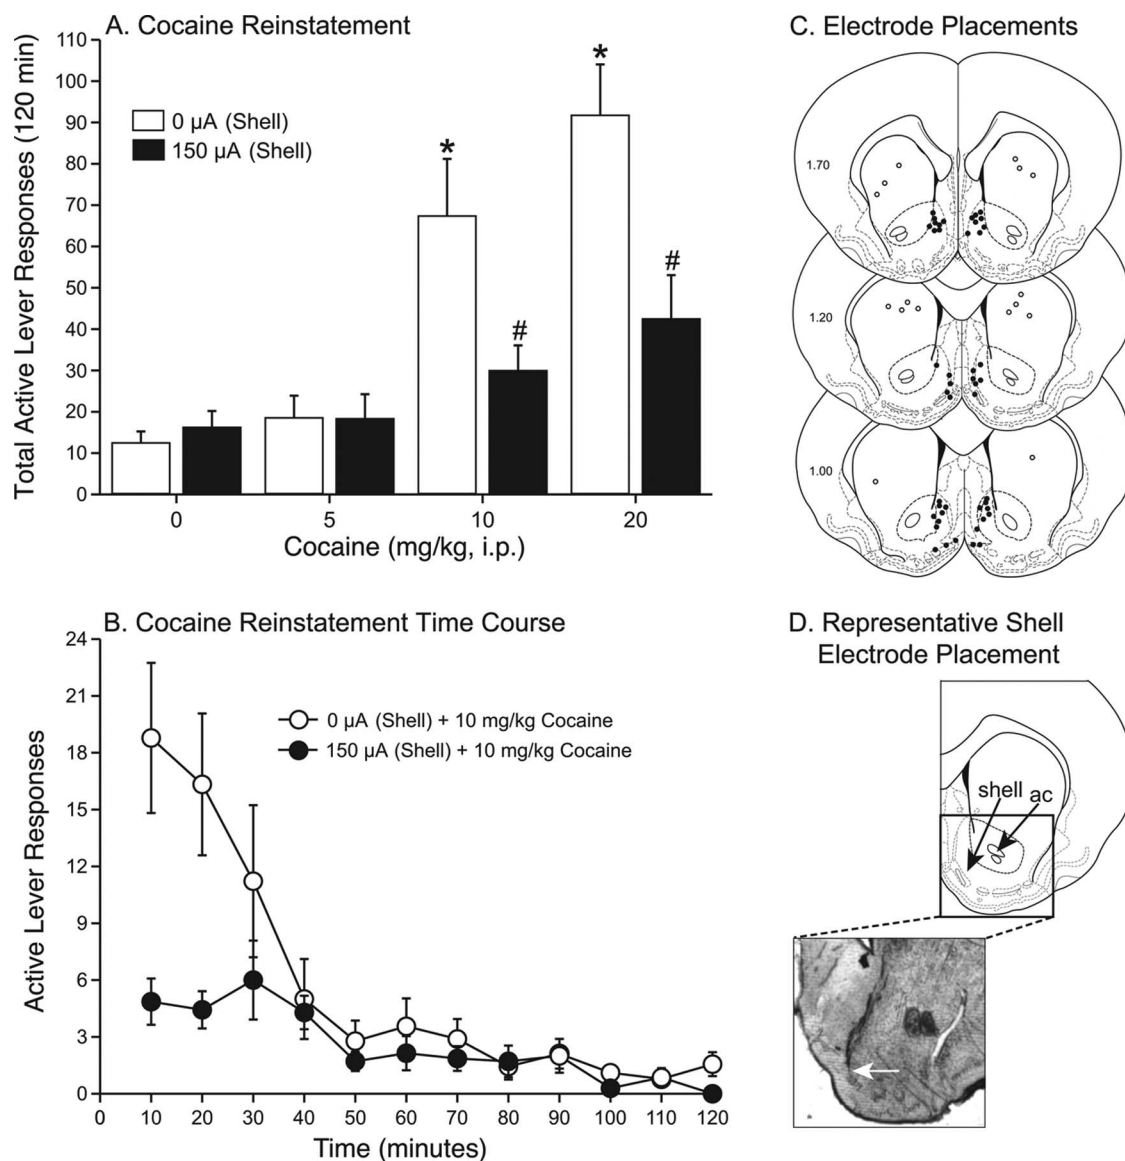 A. Cocaine Reinstatement
Total Active Lever Responses (120 min)
110
100
90
80
70
60
50
40
30
20
10
0
0 µA (Shell)
150 µA (Shell)
*
*
#
#
0 5 10 20
Cocaine (mg/kg, i.p.)
B. Cocaine Reinstatement Time Course
Active Lever Responses
24
21
18
15
12
9
6
3
0
0 µA (Shell) + 10 mg/kg Cocaine
150 µA (Shell) + 10 mg/kg Cocaine
0 10 20 30 40 50 60 70 80 90 100 110 120
Time (minutes)
C. Electrode Placements
1.70
1.20
1.00
D. Representative Shell
Electrode Placement
shell ac